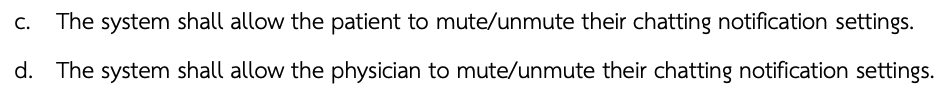 c. The system shall allow the patient to mute/unmute their chatting notification settings.
d. The system shall allow the physician to mute/unmute their chatting notification settings.